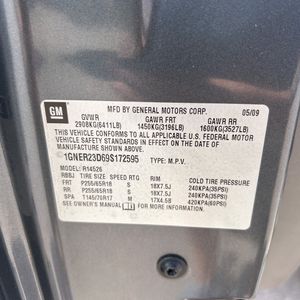 GM
MFD BY GENERAL MOTORS CORP. 05/09
GVWR GAWR FRT GAWR RR
2908KG(6411LB) 1450KG(3196LB) 1600KG(3527LB)
THIS VEHICLE CONFORMS TO ALL APPLICABLE U.S. FEDERAL MOTOR
VEHICLE SAFETY STANDARDS IN EFFECT ON THE DATE OF
MANUFACTURE SHOWN ABOVE.
1GNER23D69S172595 TYPE: M.P.V.
MODEL: R14526
RBBJ TIRE SIZE SPEED RTG RIM COLD TIRE PRESSURE
FRT P255/65R18 S 18X7.5J 240KPA(35PSI)
RR P255/65R18 S 18X7.5J 240KPA(35PSI)
SPA T145/70R17 M 17X4.5B 420KPA(60PSI)
SEE OWNER'S MANUAL FOR MORE INFORMATION.